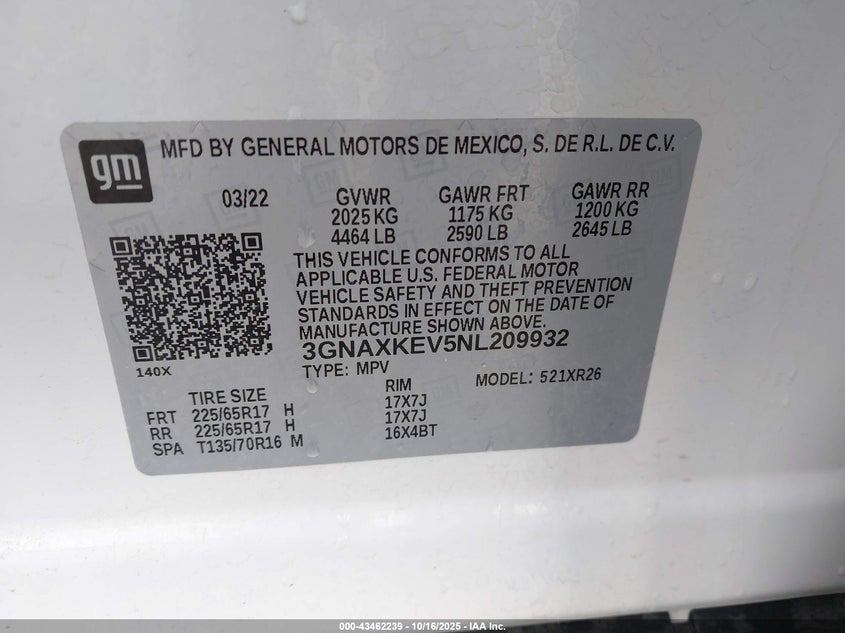 gm
MFD BY GENERAL MOTORS DE MEXICO, S. DE R.L. DE C.V.
03/22 GVWR GAWR FRT GAWR RR
2025 KG 1175 KG 1200 KG
4464 LB 2590 LB 2645 LB
THIS VEHICLE CONFORMS TO ALL
APPLICABLE U.S. FEDERAL MOTOR
VEHICLE SAFETY AND THEFT PREVENTION
STANDARDS IN EFFECT ON THE DATE OF
MANUFACTURE SHOWN ABOVE.
3GNAXKEV5NL209932
140X
TYPE: MPV MODEL: 521XR26
TIRE SIZE RIM
FRT 225/65R17 H 17X7J
RR 225/65R17 H 17X7J
SPA T135/70R16 M 16X4BT
000-43462239 - 10/16/2025 - IAA Inc.